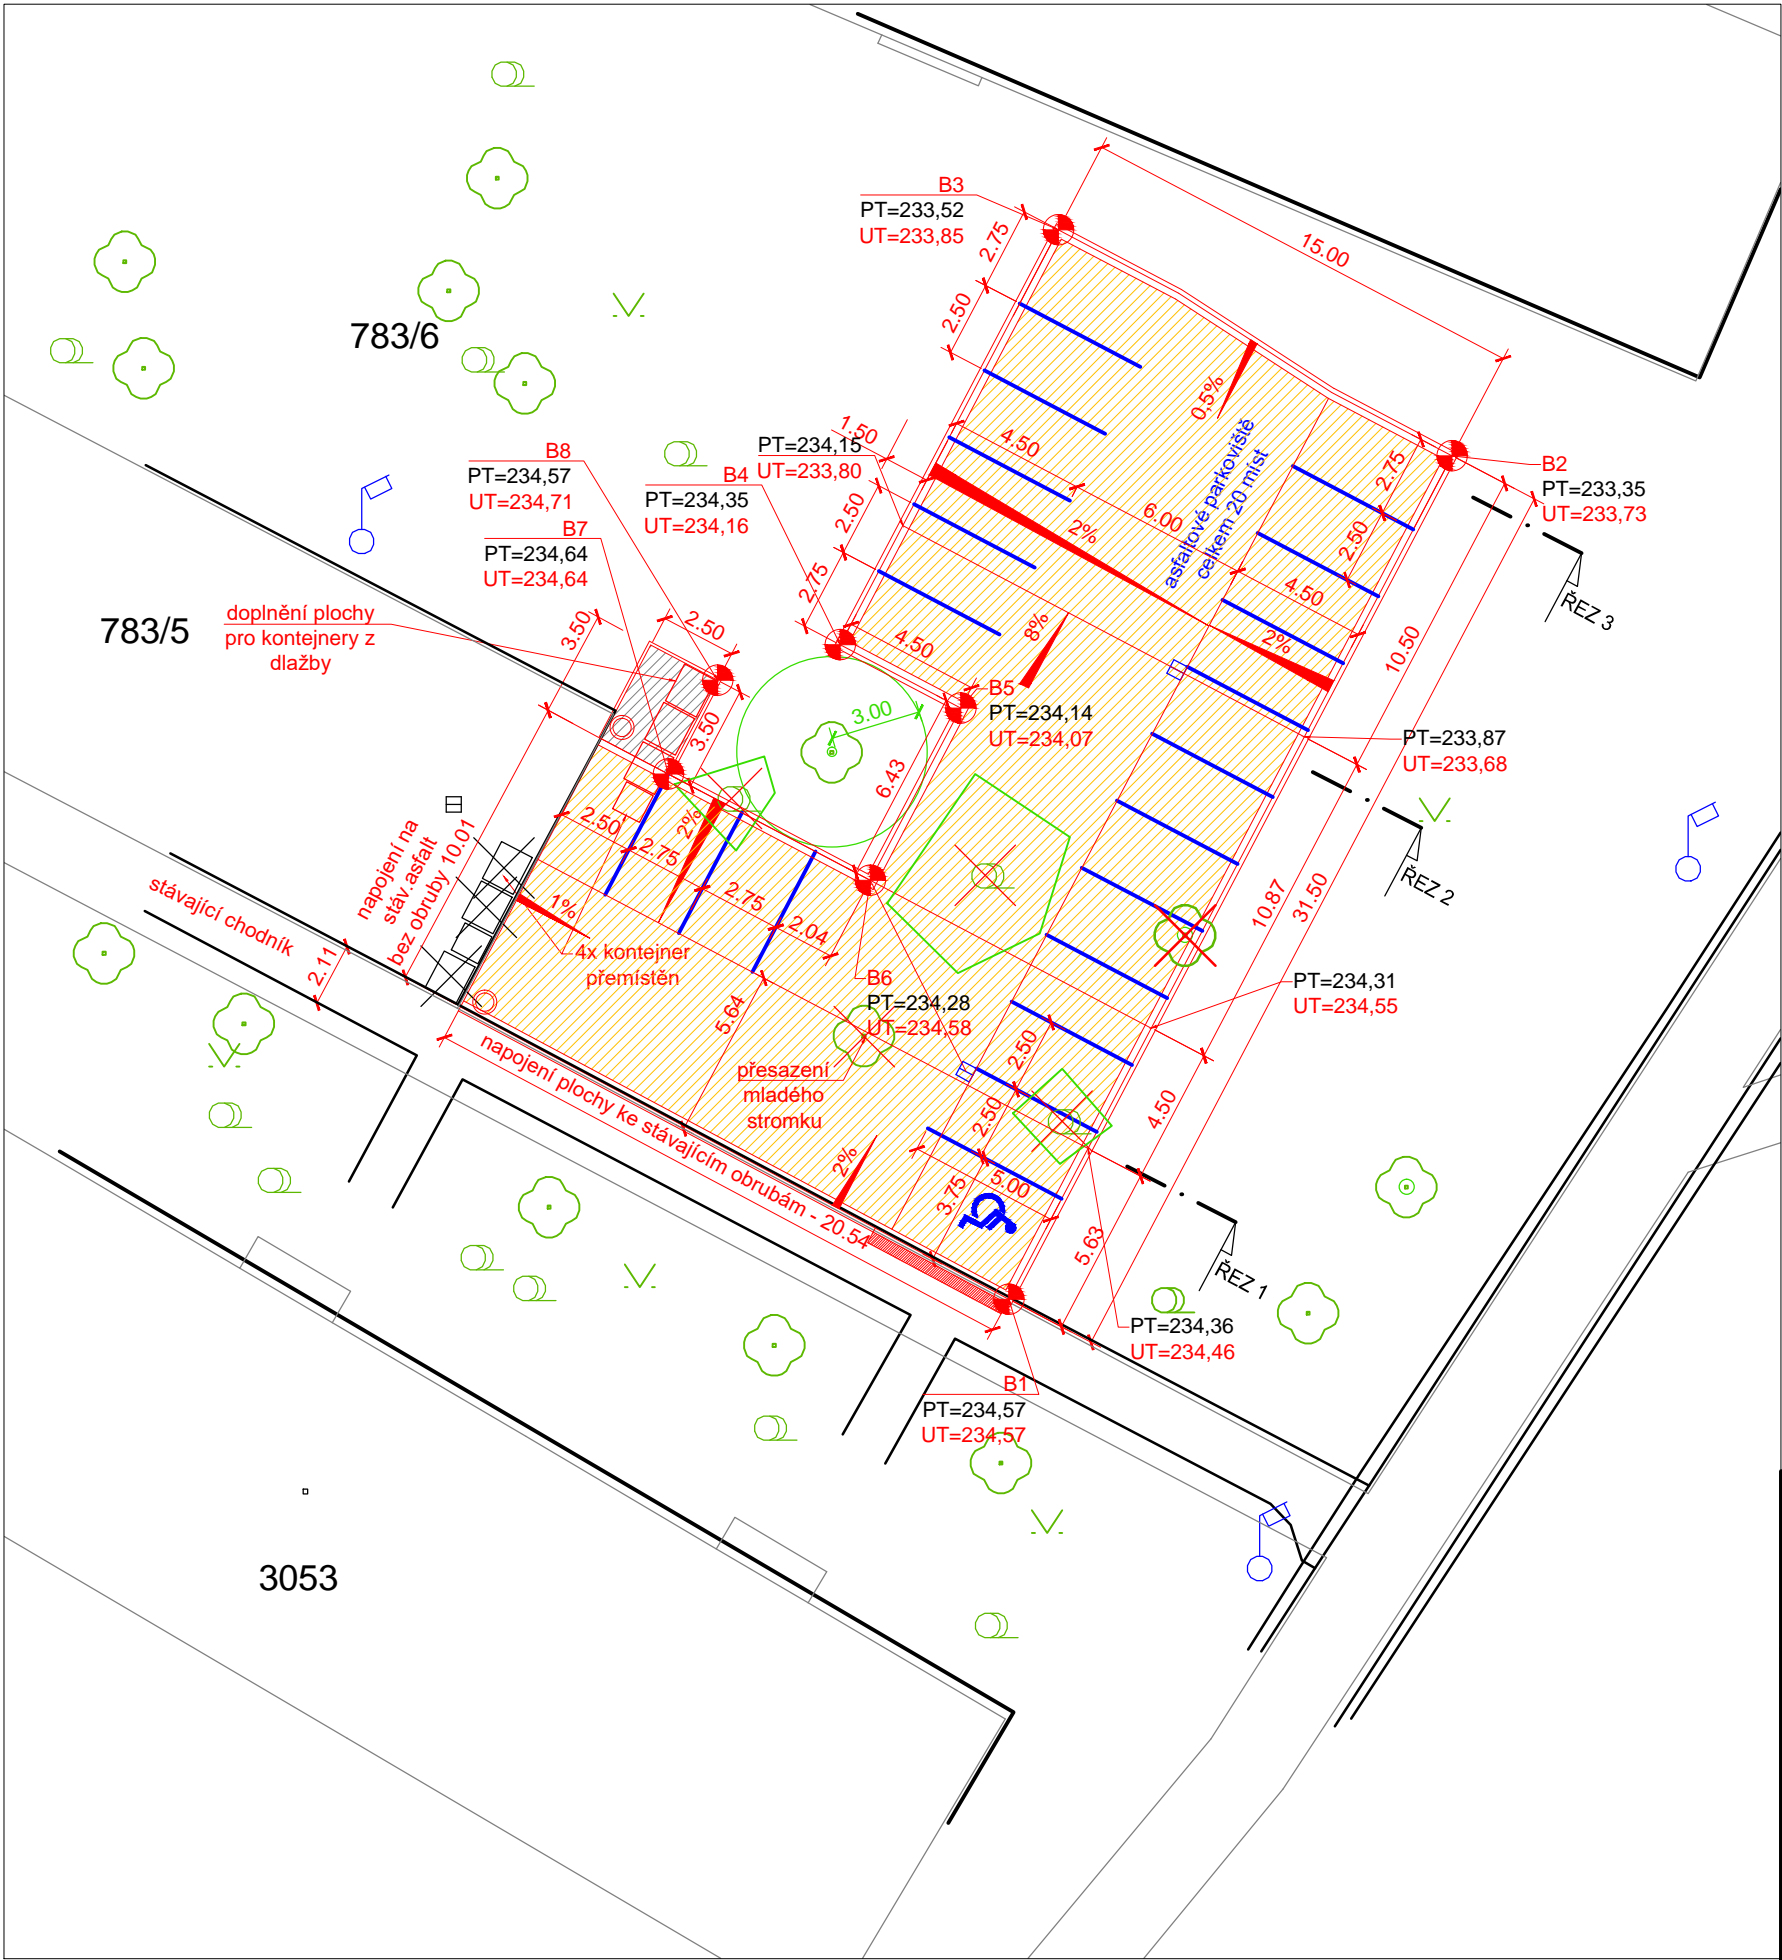 B3
PT=233,52
UT=233,85
2.75
2.50
15.00
783/6
0,5%
asfaltové parkoviště
celkem 20 míst
1.50
4.50
PT=234,15
UT=233,80
B8
PT=234,57
UT=234,71
B4
PT=234,35
UT=234,16
2.50
2.75
6.00
2%
2.75
2.50
B2
PT=233,35
UT=233,73
B7
PT=234,64
UT=234,64
783/5
doplnění plochy
pro kontejnery z
dlažby
3.50
2.50
4.50
8%
4.50
2%
10.50
ŘEZ 3
B5
PT=234,14
UT=234,07
3.00
3.50
6.43
PT=233,87
UT=233,68
2.50
2.75
2%
2.75
2.04
napojení na
stáv.asfalt
bez obruby 10.01
stávající chodník
2.11
1%
4x kontejner
přemístěn
10.87
31.50
ŘEZ 2
B6
PT=234,28
UT=234,58
PT=234,31
UT=234,55
5.64
napojení plochy ke stávajícím obrubám - 20.54
přesazení
mladého
stromku
2.50
2.50
4.50
2%
3.75
5.00
5.63
ŘEZ 1
PT=234,36
UT=234,46
B1
PT=234,57
UT=234,57
3053